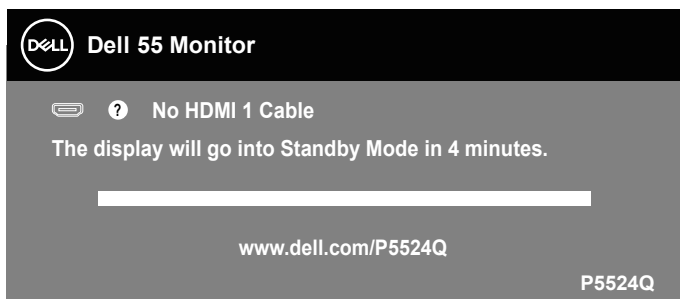 DELL Dell 55 Monitor
? No HDMI 1 Cable
The display will go into Standby Mode in 4 minutes.
www.dell.com/P5524Q
P5524Q